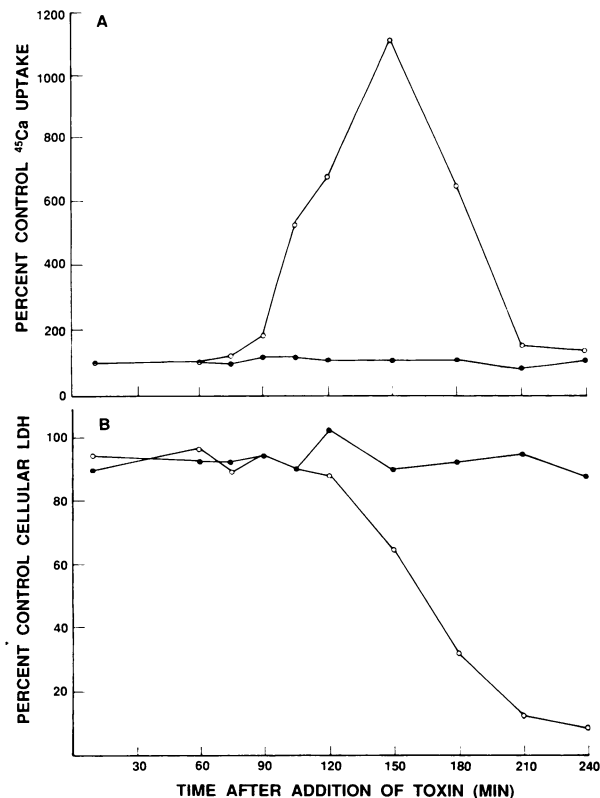 A
PERCENT CONTROL 45Ca UPTAKE
1200
1000
800
600
400
200
0
B
PERCENT CONTROL CELLULAR LDH
100
80
60
40
20
30 60 90 120 150 180 210 240
TIME AFTER ADDITION OF TOXIN (MIN)